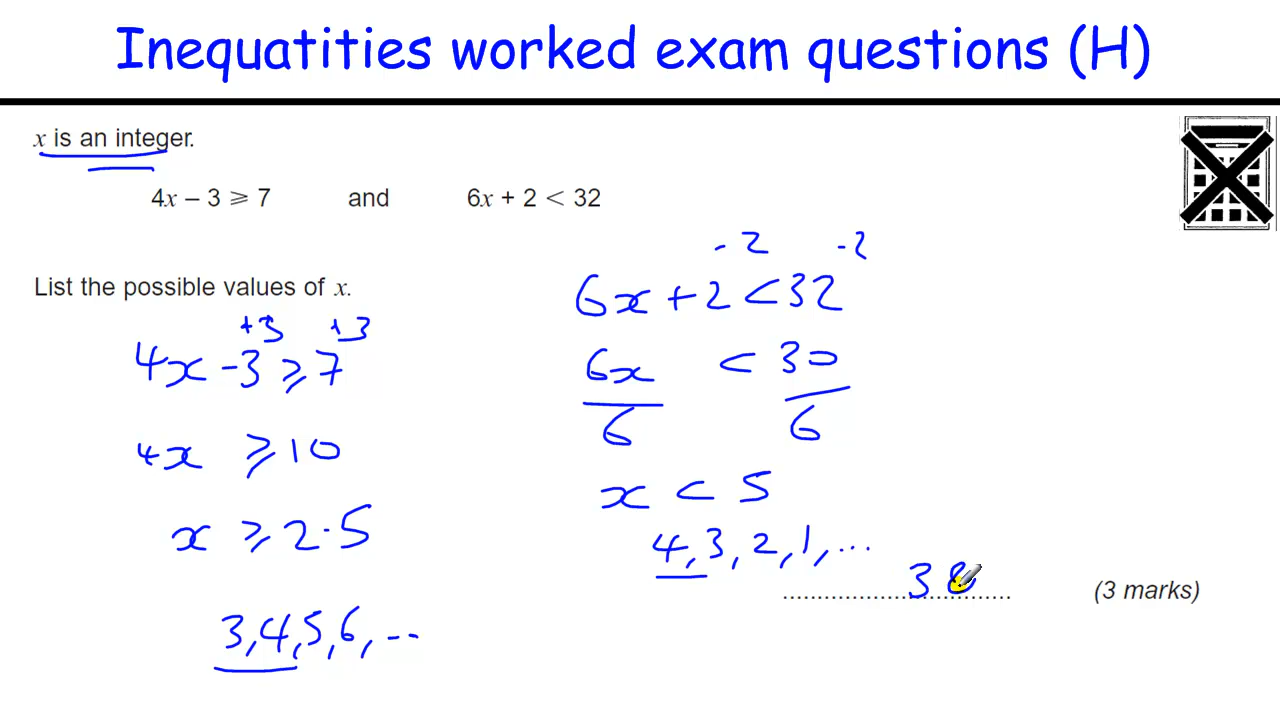 Inequatities worked exam questions (H)
x is an integer.
4x – 3 ⩾ 7 and 6x + 2 < 32
List the possible values of x.
+3 +3
4x -3 ⩾ 7
4x ⩾ 10
x ⩾ 2.5
3,4,5,6,--
-2 -2
6x + 2 < 32
6x < 30
6 6
x < 5
4,3,2,1,...
3 &
(3 marks)